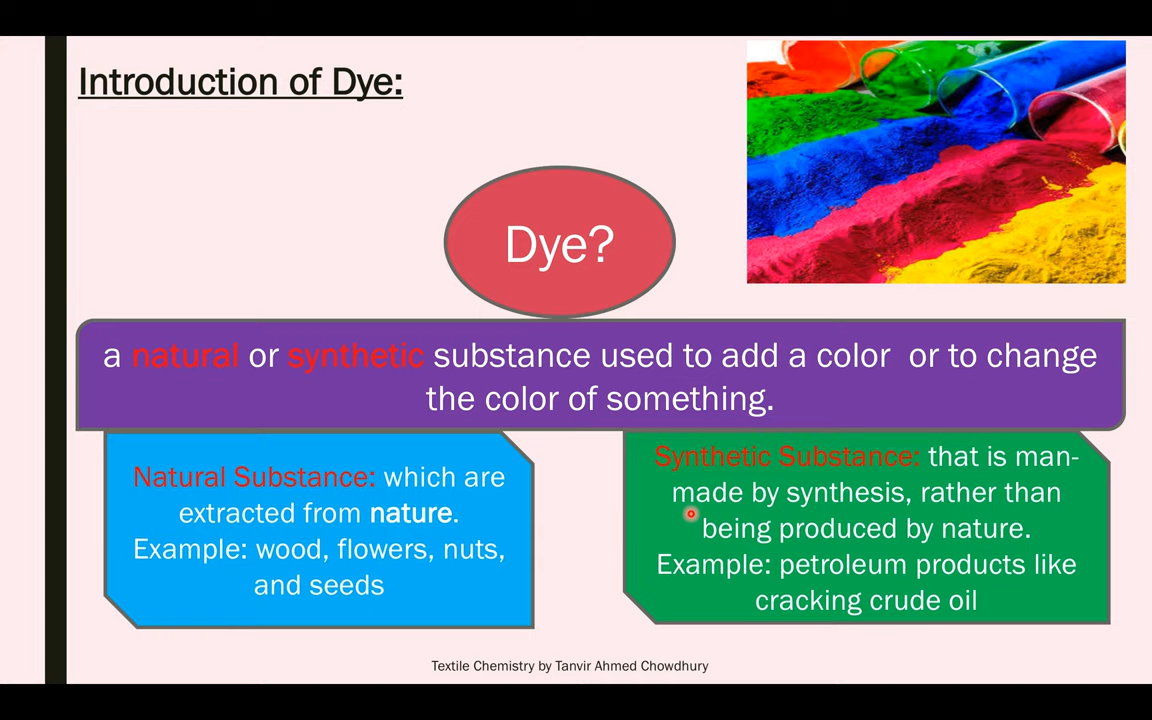 Introduction of Dye:
Dye?
a natural or synthetic substance used to add a color or to change
the color of something.
Natural Substance: which are
extracted from nature.
Example: wood, flowers, nuts,
and seeds
Synthetic Substance: that is man-
made by synthesis, rather than
being produced by nature.
Example: petroleum products like
cracking crude oil
Textile Chemistry by Tanvir Ahmed Chowdhury